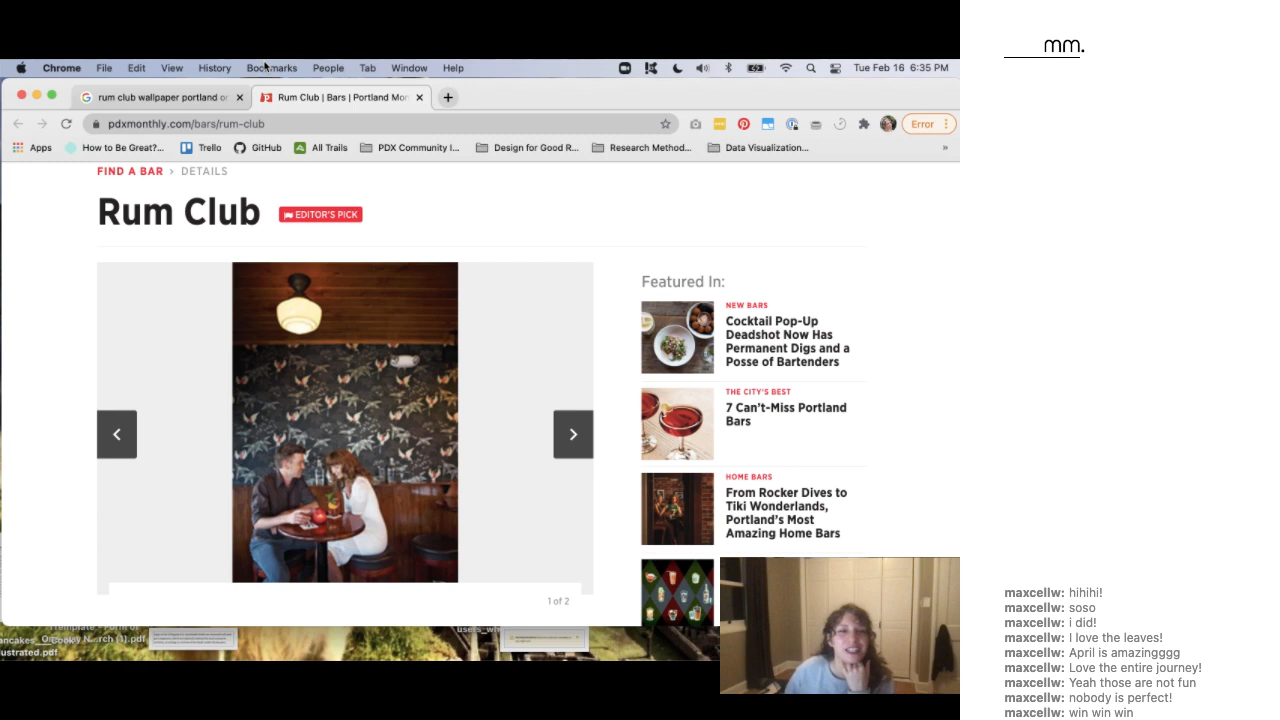 mm.
Chrome File Edit View History Bookmarks People Tab Window Help Tue Feb 16 6:35 PM
rum club wallpaper portland or Rum Club | Bars | Portland Mon
pdxmonthly.com/bars/rum-club Error
Apps How to Be Great?... Trello GitHub All Trails PDX Community I... Design for Good R... Research Method... Data Visualization... »
FIND A BAR > DETAILS
Rum Club EDITOR'S PICK
Featured In:
NEW BARS
Cocktail Pop-Up
Deadshot Now Has
Permanent Digs and a
Posse of Bartenders
THE CITY'S BEST
7 Can't-Miss Portland
Bars
HOME BARS
From Rocker Dives to
Tiki Wonderlands,
Portland's Most
Amazing Home Bars
1 of 2
ustrated.pdf
maxcellw: hihihi!
maxcellw: soso
maxcellw: i did!
maxcellw: I love the leaves!
maxcellw: April is amazingggg
maxcellw: Love the entire journey!
maxcellw: Yeah those are not fun
maxcellw: nobody is perfect!
maxcellw: win win win